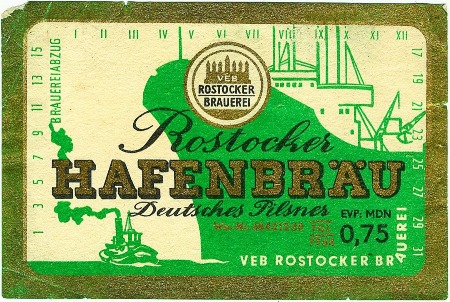 I II III IV V VI VII VIII IX X XI XII
BRAUEREIABZUG
1 3 5 7 9 11 13 15
17 19 21 23 25 27 29 31
VEB
ROSTOCKER
BRAUEREI
Rostocker
HAFENBRÄU
Deutsches Pilsner
EVP: MDN
0,75
VEB ROSTOCKER BRAUEREI